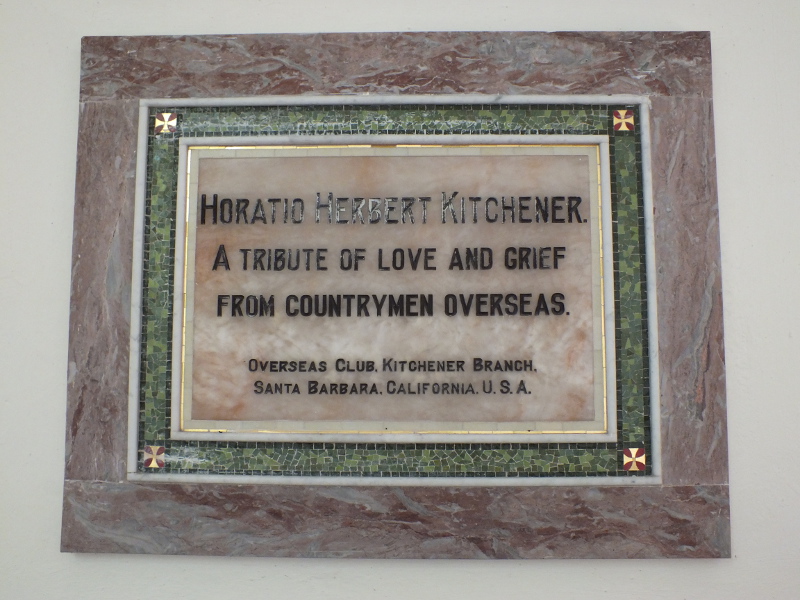 Horatio Herbert Kitchener.
A tribute of love and grief
from countrymen overseas.
Overseas Club, Kitchener Branch,
Santa Barbara, California, U.S.A.